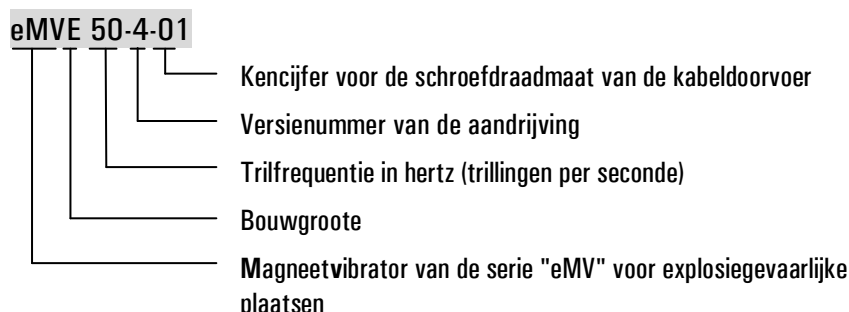 eMVE 50-4-01
Kencijfer voor de schroefdraadmaat van de kabeldoorvoer
Versienummer van de aandrijving
Trilfrequentie in hertz (trillingen per seconde)
Bouwgroote
Magneetvibrator van de serie "eMV" voor explosiegevaarlijke
plaatsen